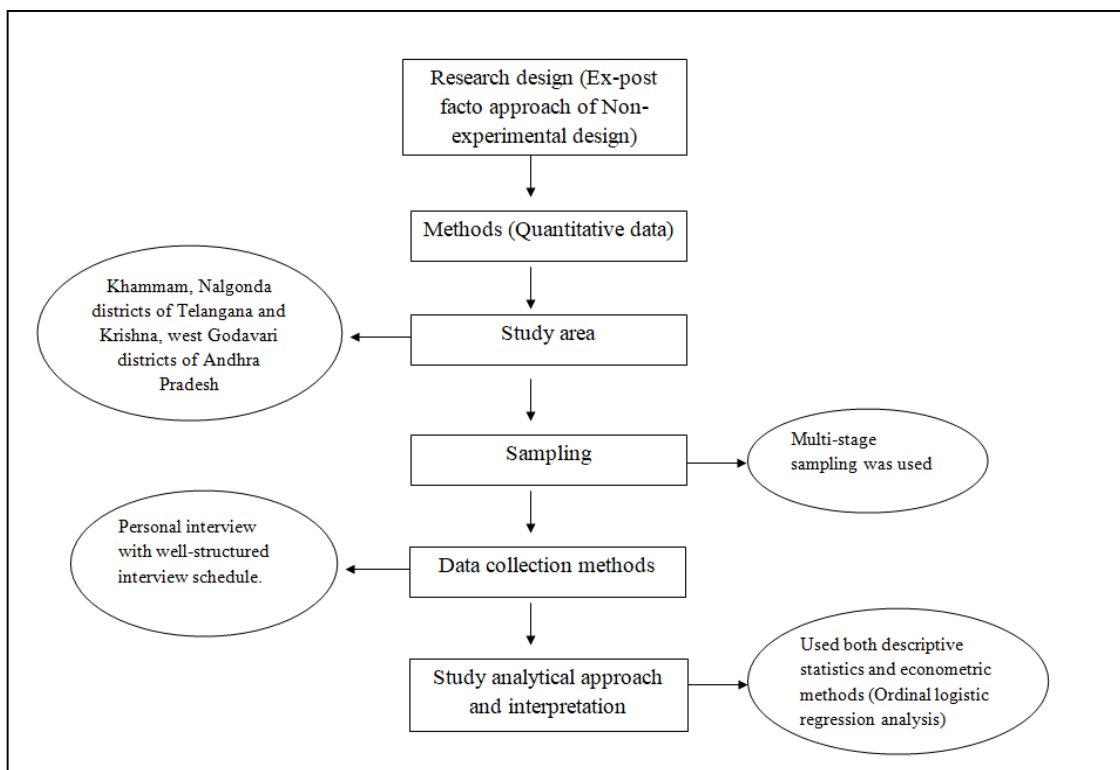 Research design (Ex-post
facto approach of Non-
experimental design)
Methods (Quantitative data)
Khammam, Nalgonda
districts of Telangana and
Krishna, west Godavari
districts of Andhra
Pradesh
Study area
Sampling
Multi-stage
sampling was used
Personal interview
with well-structured
interview schedule.
Data collection methods
Study analytical approach
and interpretation
Used both descriptive
statistics and econometric
methods (Ordinal logistic
regression analysis)